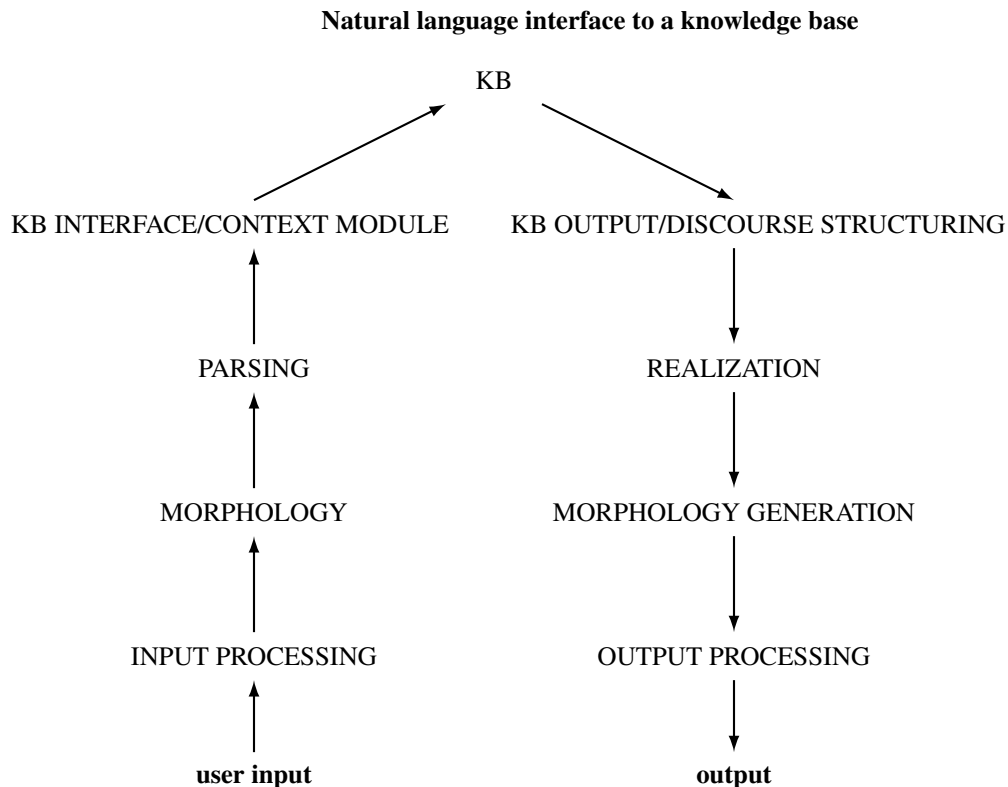 Natural language interface to a knowledge base
KB
KB INTERFACE/CONTEXT MODULE
KB OUTPUT/DISCOURSE STRUCTURING
PARSING
REALIZATION
MORPHOLOGY
MORPHOLOGY GENERATION
INPUT PROCESSING
OUTPUT PROCESSING
user input
output